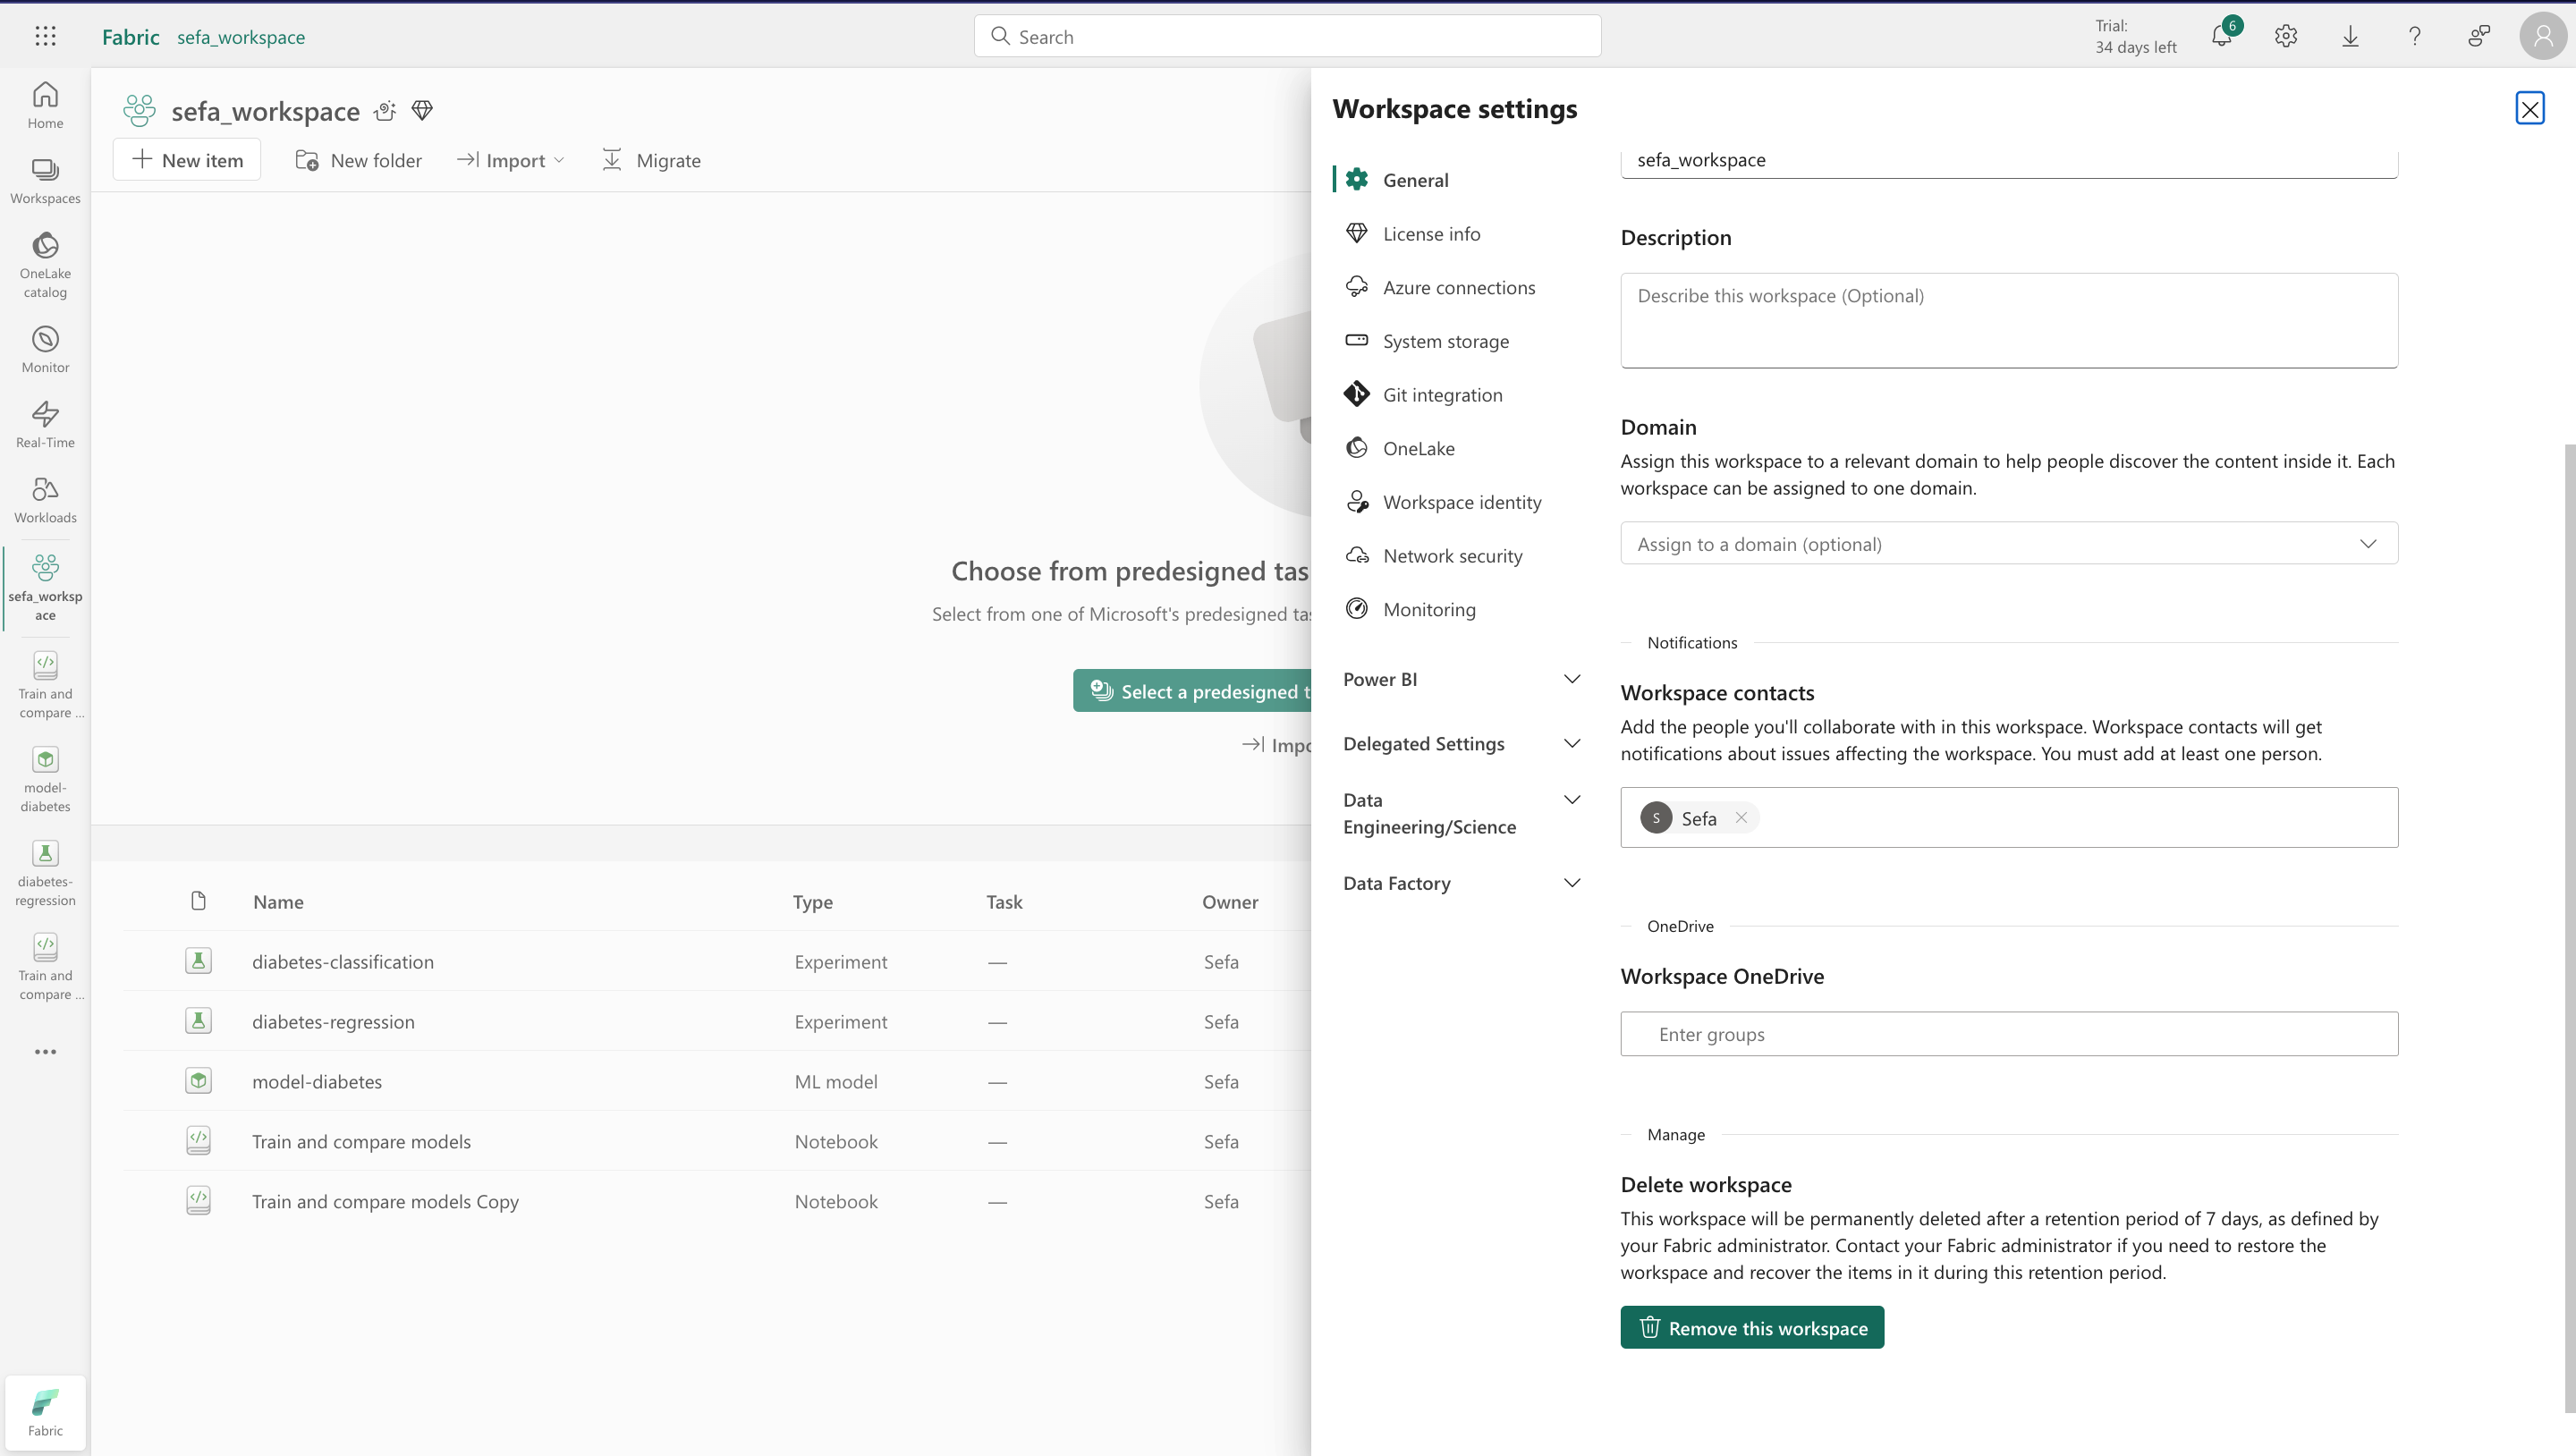 Fabric sefa_workspace
Search
Trial:
34 days left
6
Home
Workspaces
OneLake
catalog
Monitor
Real-Time
Workloads
sefa_worksp
ace
Train and
compare ...
model-
diabetes
diabetes-
regression
Train and
compare ...
Fabric
sefa_workspace
New item
New folder
Import
Migrate
Choose from predesigned tas
Select from one of Microsoft's predesigned tas
Select a predesigned t
Impo
Name Type Task Owner
diabetes-classification Experiment — Sefa
diabetes-regression Experiment — Sefa
model-diabetes ML model — Sefa
Train and compare models Notebook — Sefa
Train and compare models Copy Notebook — Sefa
Workspace settings
General
License info
Azure connections
System storage
Git integration
OneLake
Workspace identity
Network security
Monitoring
Power BI
Delegated Settings
Data
Engineering/Science
Data Factory
sefa_workspace
Description
Describe this workspace (Optional)
Domain
Assign this workspace to a relevant domain to help people discover the content inside it. Each
workspace can be assigned to one domain.
Assign to a domain (optional)
Notifications
Workspace contacts
Add the people you'll collaborate with in this workspace. Workspace contacts will get
notifications about issues affecting the workspace. You must add at least one person.
S Sefa
OneDrive
Workspace OneDrive
Enter groups
Manage
Delete workspace
This workspace will be permanently deleted after a retention period of 7 days, as defined by
your Fabric administrator. Contact your Fabric administrator if you need to restore the
workspace and recover the items in it during this retention period.
Remove this workspace